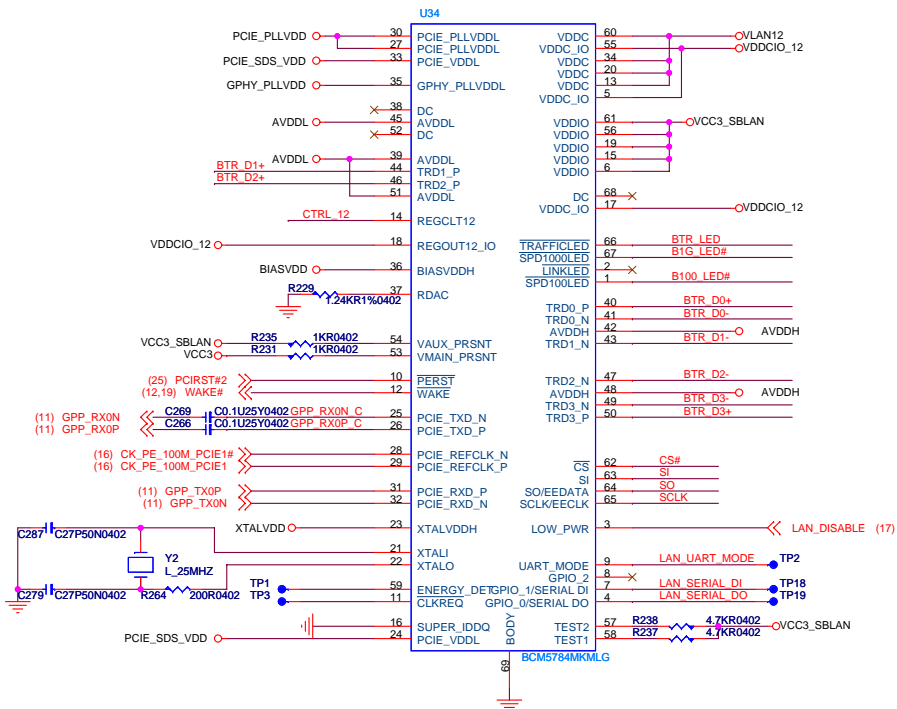 U34
PCIE_PLLVDD 30 PCIE_PLLVDDL VDDC 60 VLAN12
27 PCIE_PLLVDDL VDDC_IO 55 VDDCIO_12
PCIE_SDS_VDD 33 PCIE_VDDL VDDC 34
VDDC 20
GPHY_PLLVDD 35 GPHY_PLLVDDL VDDC 13
VDDC_IO 5
38 DC
AVDDL 45 AVDDL VDDIO 61 VCC3_SBLAN
52 DC VDDIO 56
VDDIO 19
AVDDL 39 AVDDL VDDIO 15
BTR_D1+ 44 TRD1_P VDDIO 6
BTR_D2+ 46 TRD2_P
51 AVDDL DC 68
VDDC_IO 17 VDDCIO_12
CTRL_12 14 REGCLT12
VDDCIO_12 18 REGOUT12_IO TRAFFICLED 66 BTR_LED
SPD1000LED 67 B1G_LED#
BIASVDD 36 BIASVDDH LINKLED 2
SPD100LED 1 B100_LED#
R229 1.24KR1%0402 37 RDAC
TRD0_P 40 BTR_D0+
TRD0_N 41 BTR_D0-
AVDDH 42 AVDDH
VCC3_SBLAN R235 1KR0402 54 VAUX_PRSNT TRD1_N 43 BTR_D1-
VCC3 R231 1KR0402 53 VMAIN_PRSNT
(25) PCIRST#2 10 PERST TRD2_N 47 BTR_D2-
(12,19) WAKE# 12 WAKE AVDDH 48 AVDDH
TRD3_N 49 BTR_D3-
(11) GPP_RX0N C269 C0.1U25Y0402 GPP_RX0N_C 25 PCIE_TXD_N TRD3_P 50 BTR_D3+
(11) GPP_RX0P C266 C0.1U25Y0402 GPP_RX0P_C 26 PCIE_TXD_P
(16) CK_PE_100M_PCIE1# 28 PCIE_REFCLK_N
(16) CK_PE_100M_PCIE1 29 PCIE_REFCLK_P CS 62 CS#
SI 63 SI
(11) GPP_TX0P 31 PCIE_RXD_P SO/EEDATA 64 SO
(11) GPP_TX0N 32 PCIE_RXD_N SCLK/EECLK 65 SCLK
XTALVDD 23 XTALVDDH LOW_PWR 3 LAN_DISABLE (17)
C287 C27P50N0402
21 XTALI
Y2 L_25MHZ 22 XTALO UART_MODE 9 LAN_UART_MODE TP2
GPIO_2 8
C279 C27P50N0402 R264 200R0402 TP1 59 ENERGY_DET GPIO_1/SERIAL DI 7 LAN_SERIAL_DI TP18
TP3 11 CLKREQ GPIO_0/SERIAL DO 4 LAN_SERIAL_DO TP19
16 SUPER_IDDQ TEST2 57 R238 4.7KR0402 VCC3_SBLAN
PCIE_SDS_VDD 24 PCIE_VDDL TEST1 58 R237 4.7KR0402
BODY
69
BCM5784MKMLG